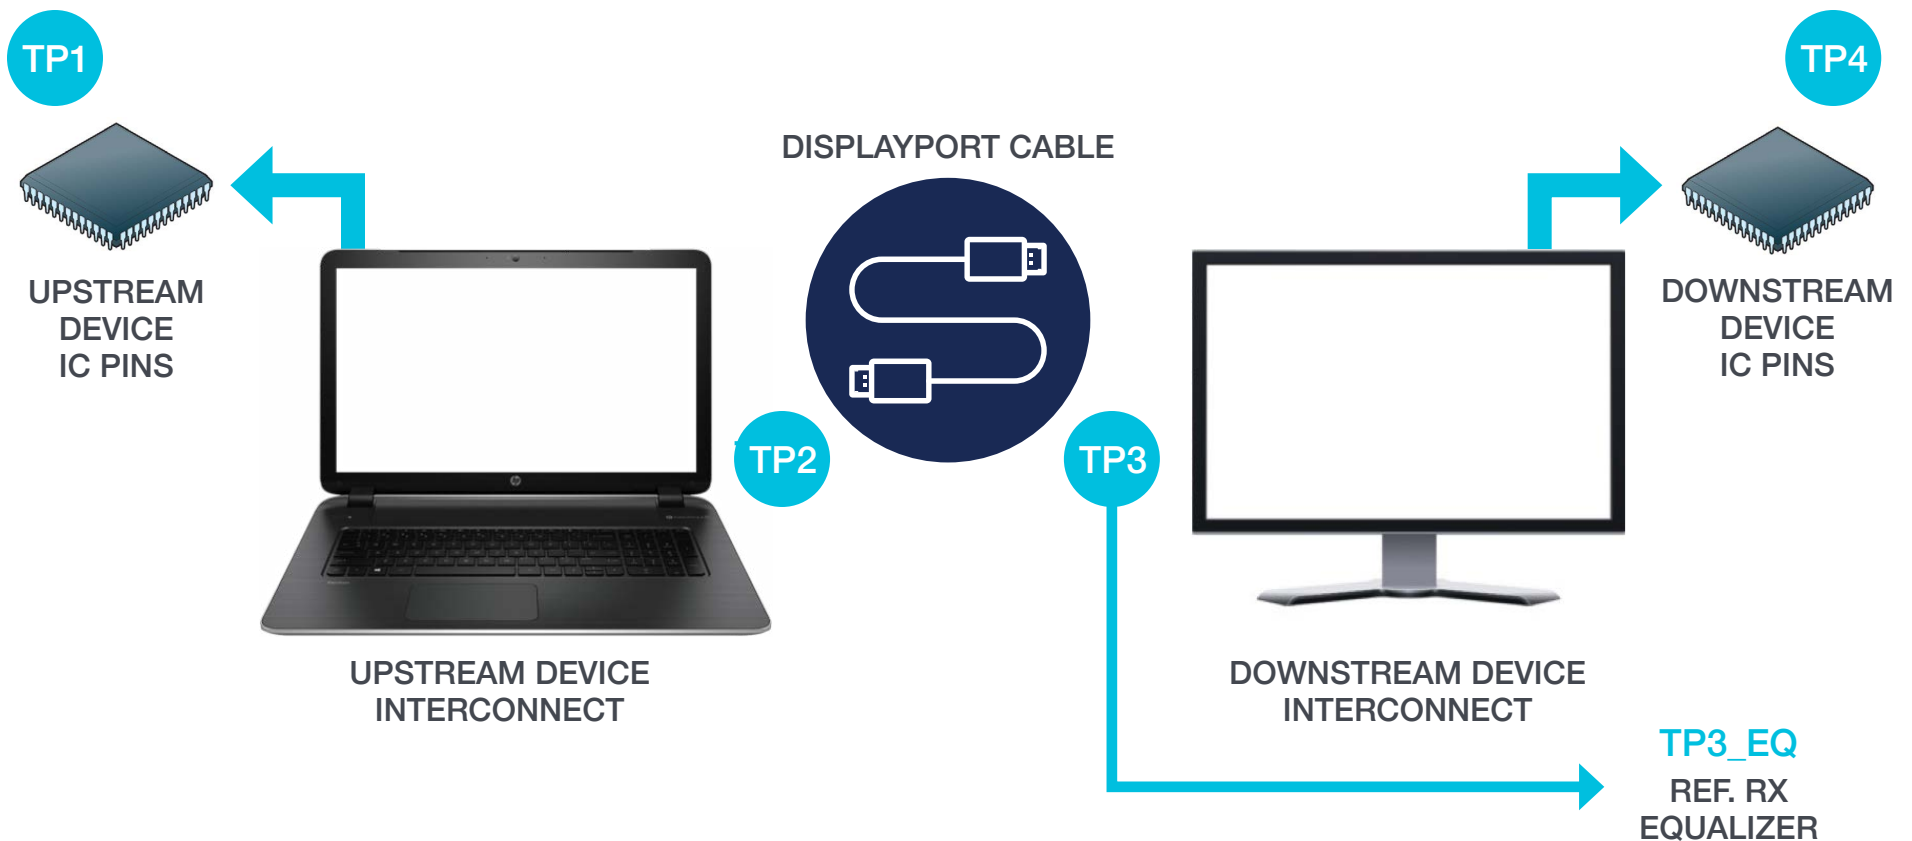 TP1
TP4
DISPLAYPORT CABLE
UPSTREAM
DEVICE
IC PINS
DOWNSTREAM
DEVICE
IC PINS
TP2
TP3
hp
UPSTREAM DEVICE
INTERCONNECT
DOWNSTREAM DEVICE
INTERCONNECT
TP3_EQ
REF. RX
EQUALIZER